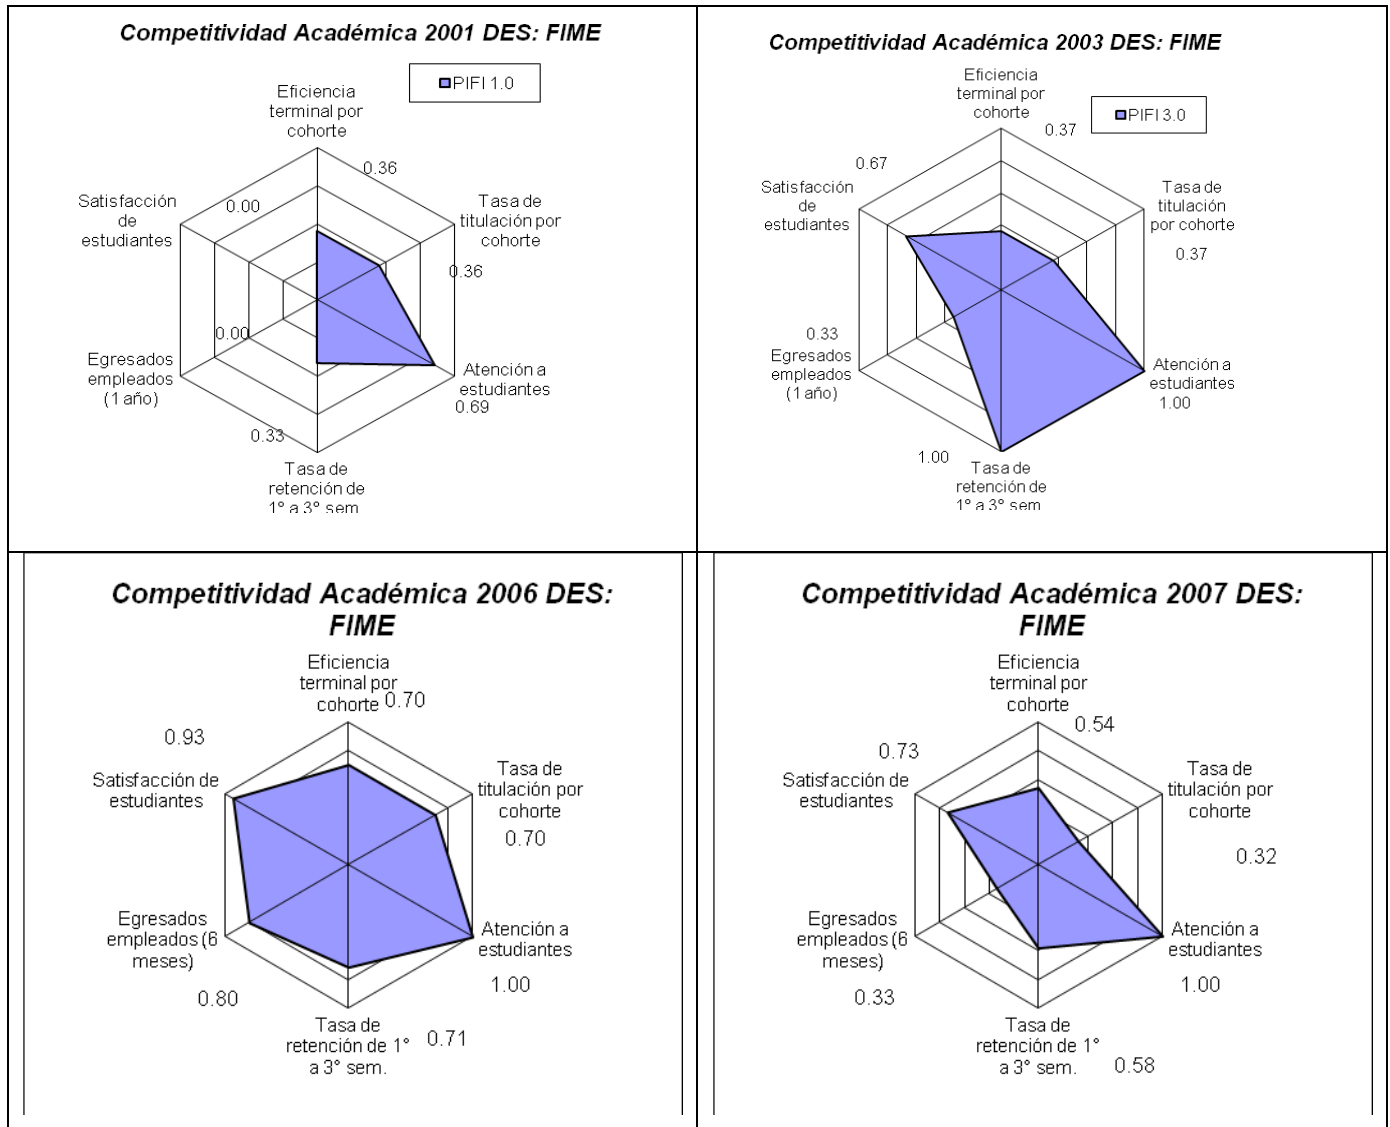 Competitividad Académica 2001 DES: FIME
PIFI 1.0
Eficiencia
terminal por
cohorte
0.36
Tasa de
titulación por
cohorte
0.36
Atención a
estudiantes
0.69
Tasa de
retención de
1° a 3° sem
0.33
Egresados
empleados
(1 año)
0.00
Satisfacción
de
estudiantes
0.00
Competitividad Académica 2003 DES: FIME
PIFI 3.0
Eficiencia
terminal por
cohorte
0.37
Tasa de
titulación
por cohorte
0.37
Atención a
estudiantes
1.00
Tasa de
retención de
1° a 3° sem
1.00
0.33
Egresados
empleados
(1 año)
0.67
Satisfacción
de
estudiantes
Competitividad Académica 2006 DES:
FIME
Eficiencia
terminal por
cohorte 0.70
Tasa de
titulación por
cohorte
0.70
Atención a
estudiantes
1.00
Tasa de
retención de 1°
a 3° sem.
0.71
Egresados
empleados (6
meses)
0.80
0.93
Satisfacción de
estudiantes
Competitividad Académica 2007 DES:
FIME
Eficiencia
terminal por
cohorte
0.54
Tasa de
titulación por
cohorte
0.32
Atención a
estudiantes
1.00
Tasa de
retención de 1°
a 3° sem.
0.58
Egresados
empleados (6
meses)
0.33
0.73
Satisfacción de
estudiantes